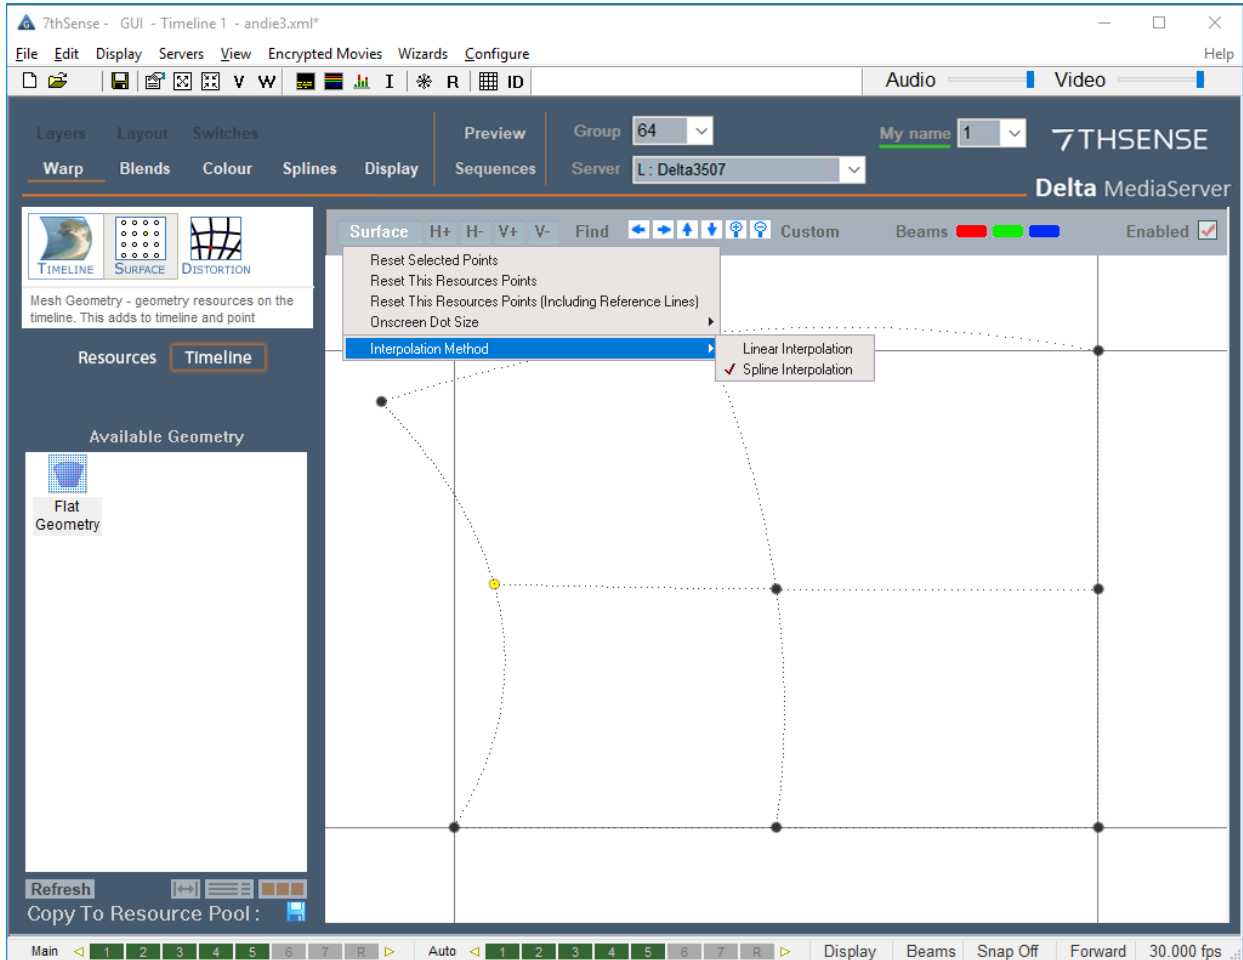 7thSense - GUI - Timeline 1 - andie3.xml*
File Edit Display Servers View Encrypted Movies Wizards Configure Help
V W I R ID Audio Video
Layers Layout Switches Preview Group 64 My name 1 7THSENSE
Warp Blends Colour Splines Display Sequences Server L : Delta3507
Delta MediaServer
TIMELINE SURFACE DISTORTION
Surface H+ H- V+ V- Find Custom Beams Enabled
Mesh Geometry - geometry resources on the
timeline. This adds to timeline and point
Reset Selected Points
Reset This Resources Points
Reset This Resources Points (Including Reference Lines)
Onscreen Dot Size
Interpolation Method
Linear Interpolation
Spline Interpolation
Resources Timeline
Available Geometry
Flat
Geometry
Refresh
Copy To Resource Pool :
Main 1 2 3 4 5 6 7 R Auto 1 2 3 4 5 6 7 R Display Beams Snap Off Forward 30.000 fps